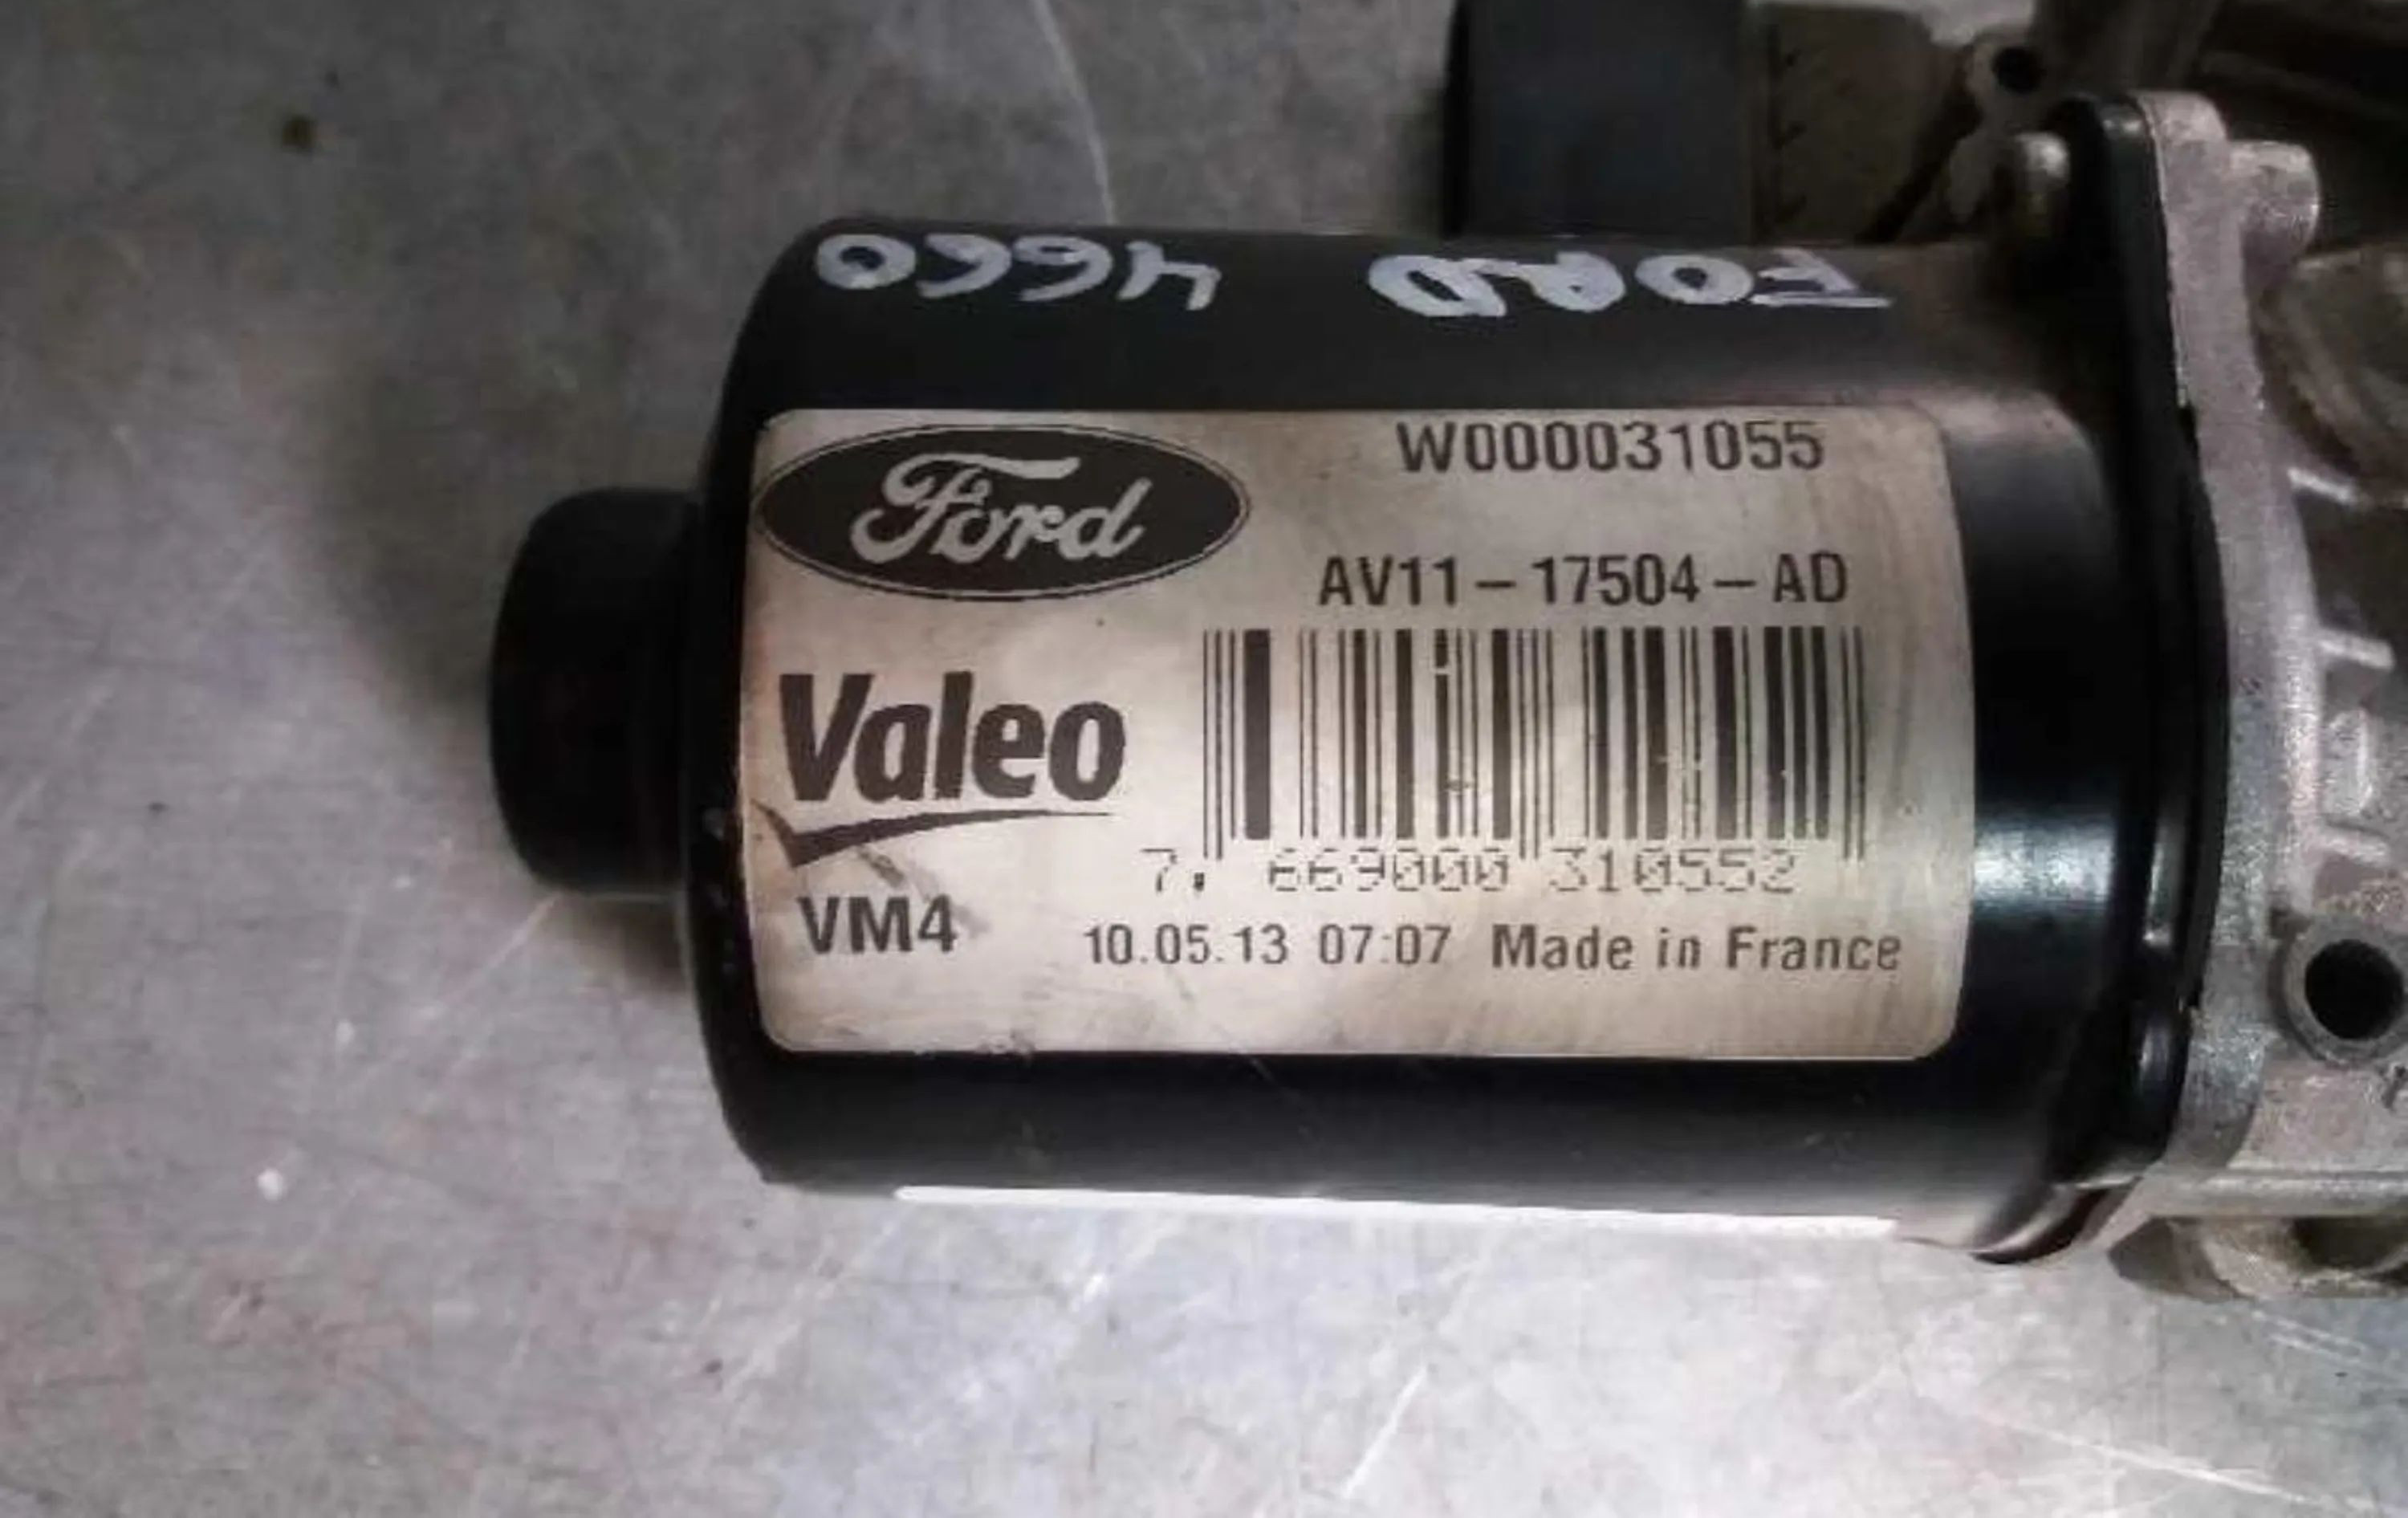 FORD 4660
Ford
W000031055
AV11-17504-AD
Valeo
7. 669000 310552
VM4
10.05.13 07:07 Made in France